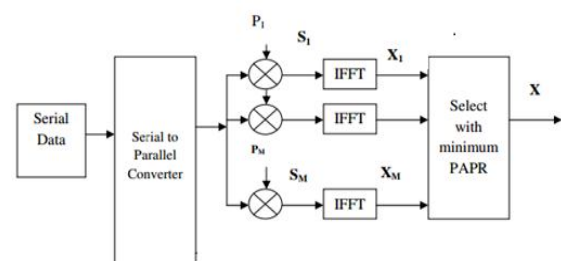 P1
S1
X1
IFFT
Serial
Data
Serial to
Parallel
Converter
IFFT
Select
with
minimum
PAPR
X
PM
SM
XM
IFFT